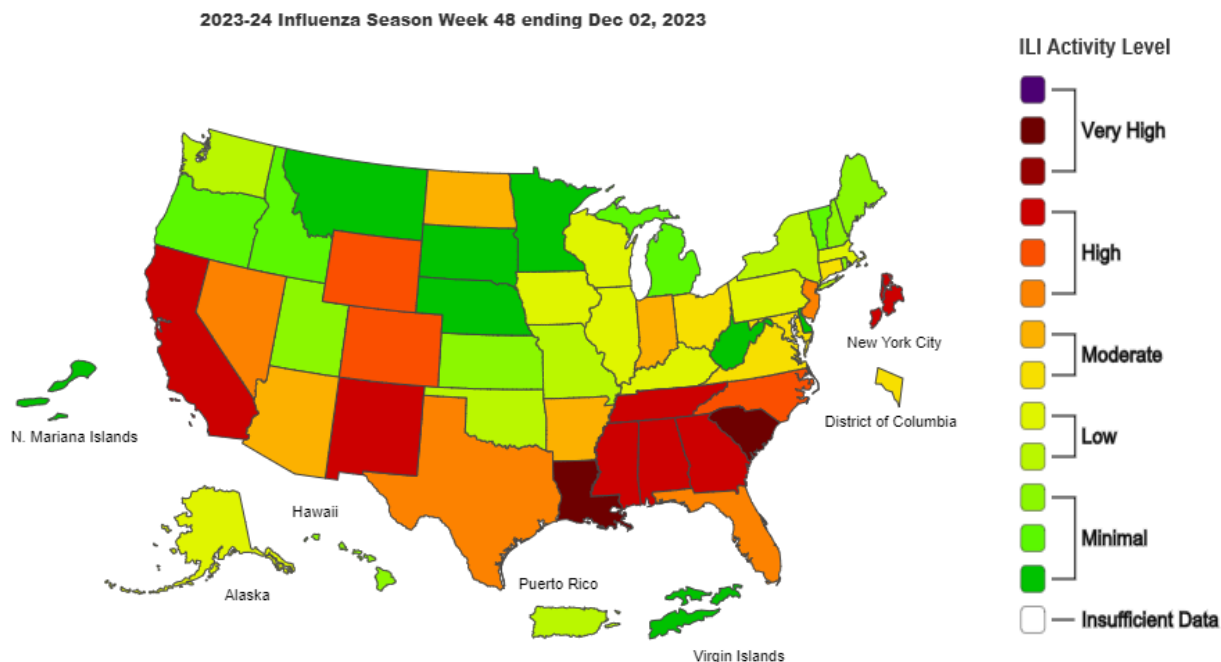 2023-24 Influenza Season Week 48 ending Dec 02, 2023
ILI Activity Level
Very High
High
Moderate
Low
Minimal
Insufficient Data
New York City
District of Columbia
N. Mariana Islands
Hawaii
Alaska
Puerto Rico
Virgin Islands